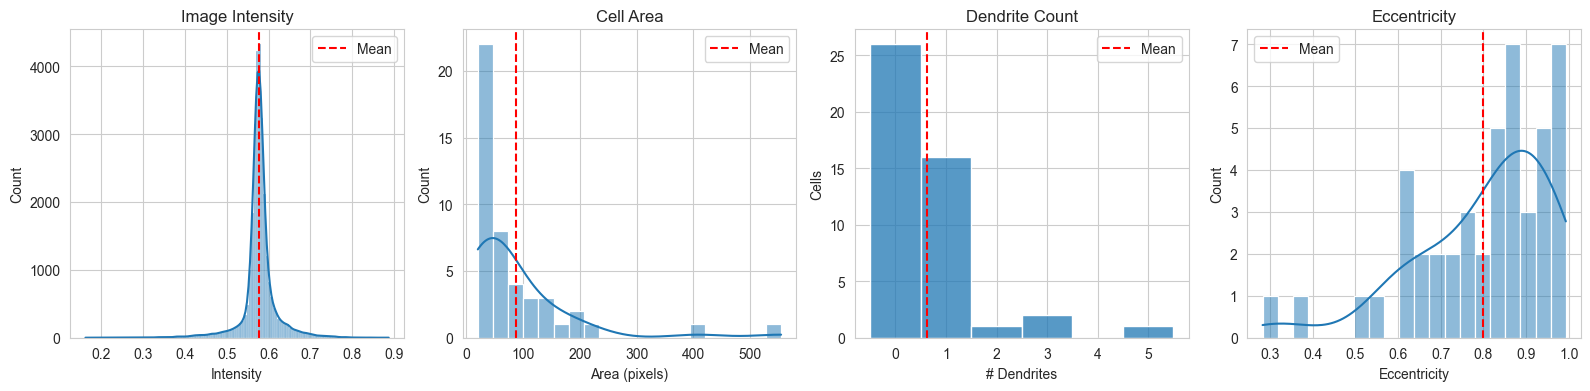 Image Intensity
Mean
Count
4000
3000
2000
1000
0
0.2 0.3 0.4 0.5 0.6 0.7 0.8 0.9
Intensity
Cell Area
Mean
Count
20
15
10
5
0
0 100 200 300 400 500
Area (pixels)
Dendrite Count
Mean
Cells
25
20
15
10
5
0
0 1 2 3 4 5
# Dendrites
Eccentricity
Mean
Count
7
6
5
4
3
2
1
0
0.3 0.4 0.5 0.6 0.7 0.8 0.9 1.0
Eccentricity